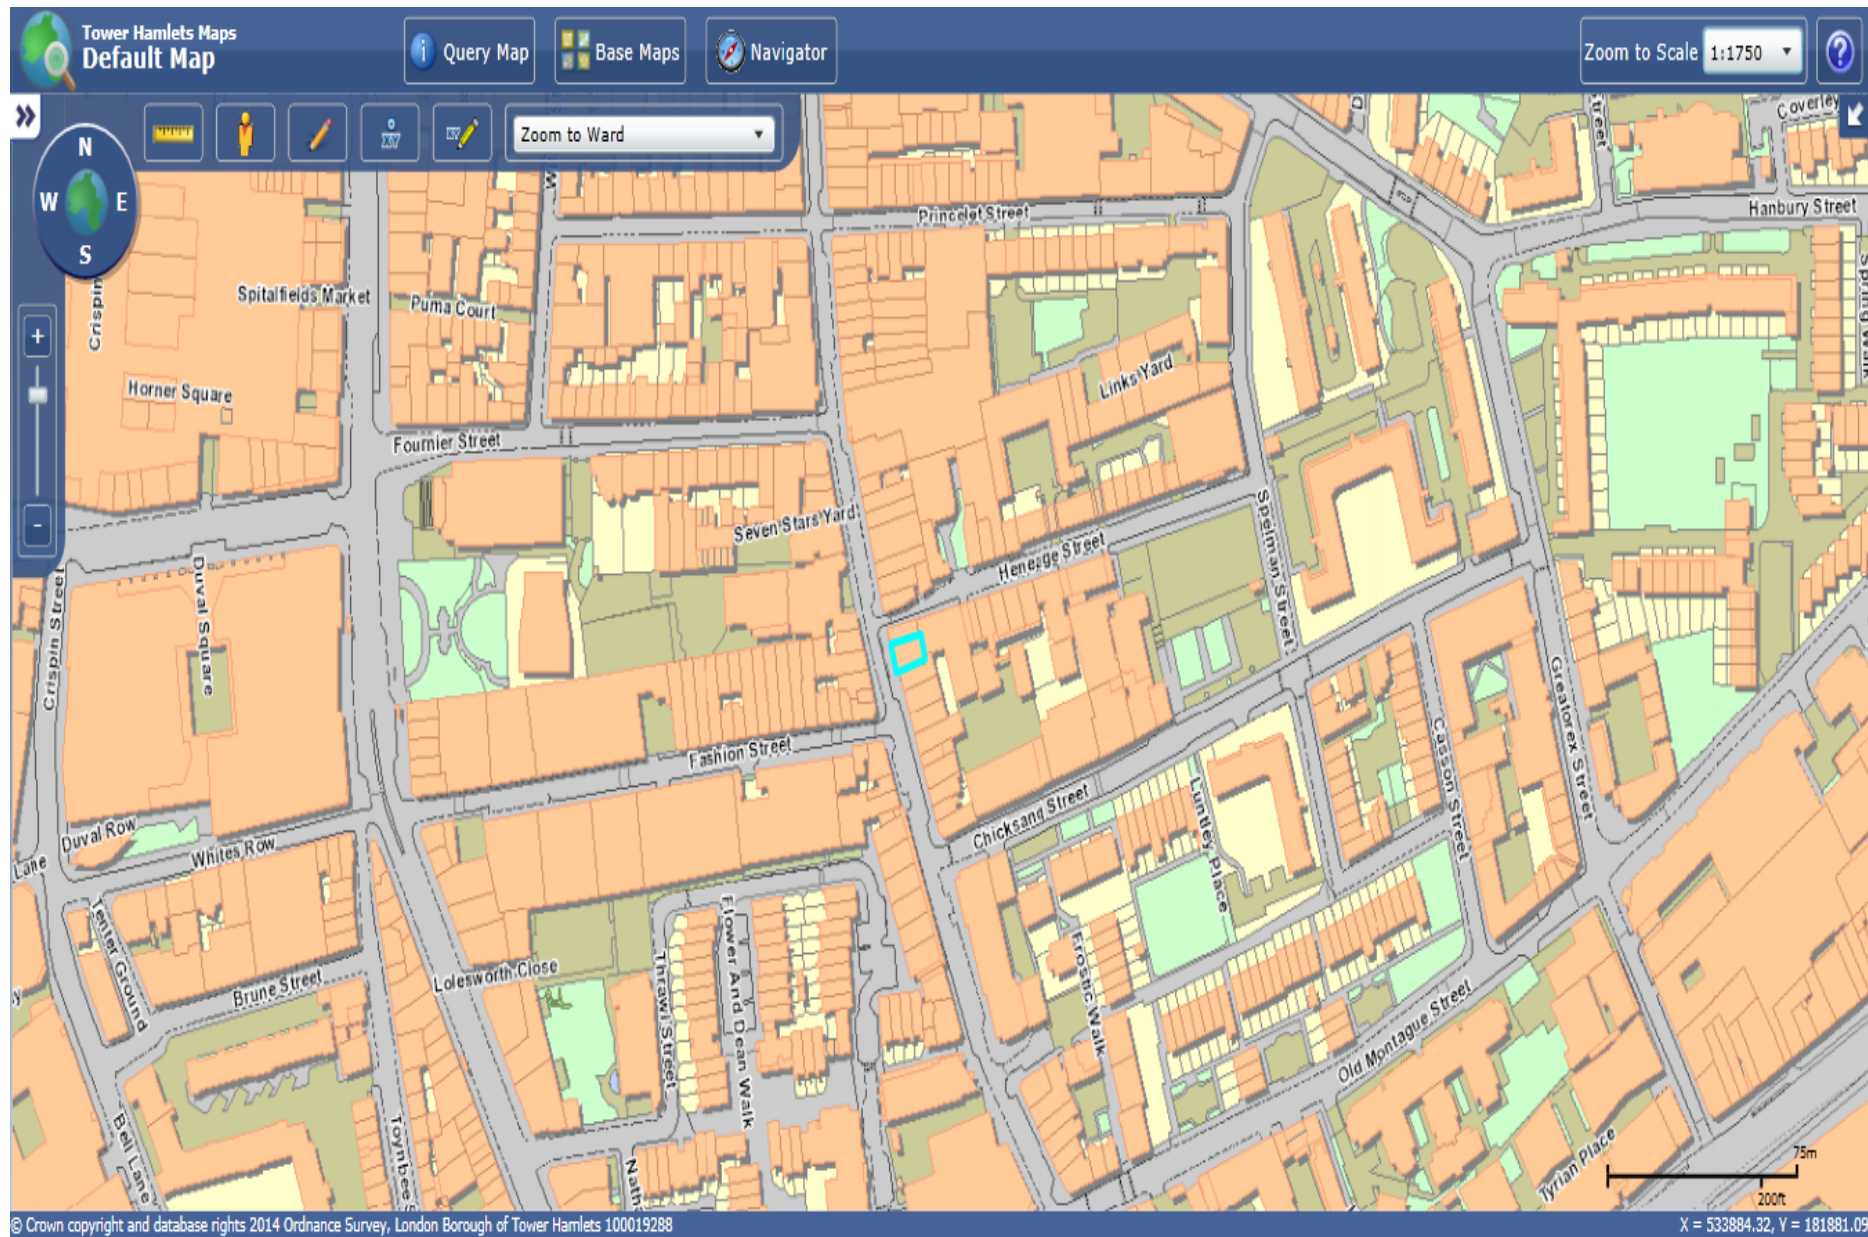 Tower Hamlets Maps
Default Map
Query Map
Base Maps
Navigator
Zoom to Scale
1:1750
?
Zoom to Ward
N
W
E
S
+
-
Coverley
Hanbury Street
Princelet Street
Crispin
Spitalfields Market
Puma Court
Horner Square
Links Yard
Fournier Street
Seven Stars Yard
Heneage Street
Spelman Street
Crispin Street
Duval Square
Fashion Street
Greatorex Street
Casson Street
Chicksand Street
Luntley Place
Duval Row
Whites Row
Lane
Tenter Ground
Brune Street
Lolesworth Close
Thrawl Street
Flower And Dean Walk
Frostic Walk
Old Montague Street
Bell Lane
Toynbee S
Natha
Tyrian Place
75m
200ft
© Crown copyright and database rights 2014 Ordnance Survey, London Borough of Tower Hamlets 100019288
X = 533884.32, Y = 181881.09